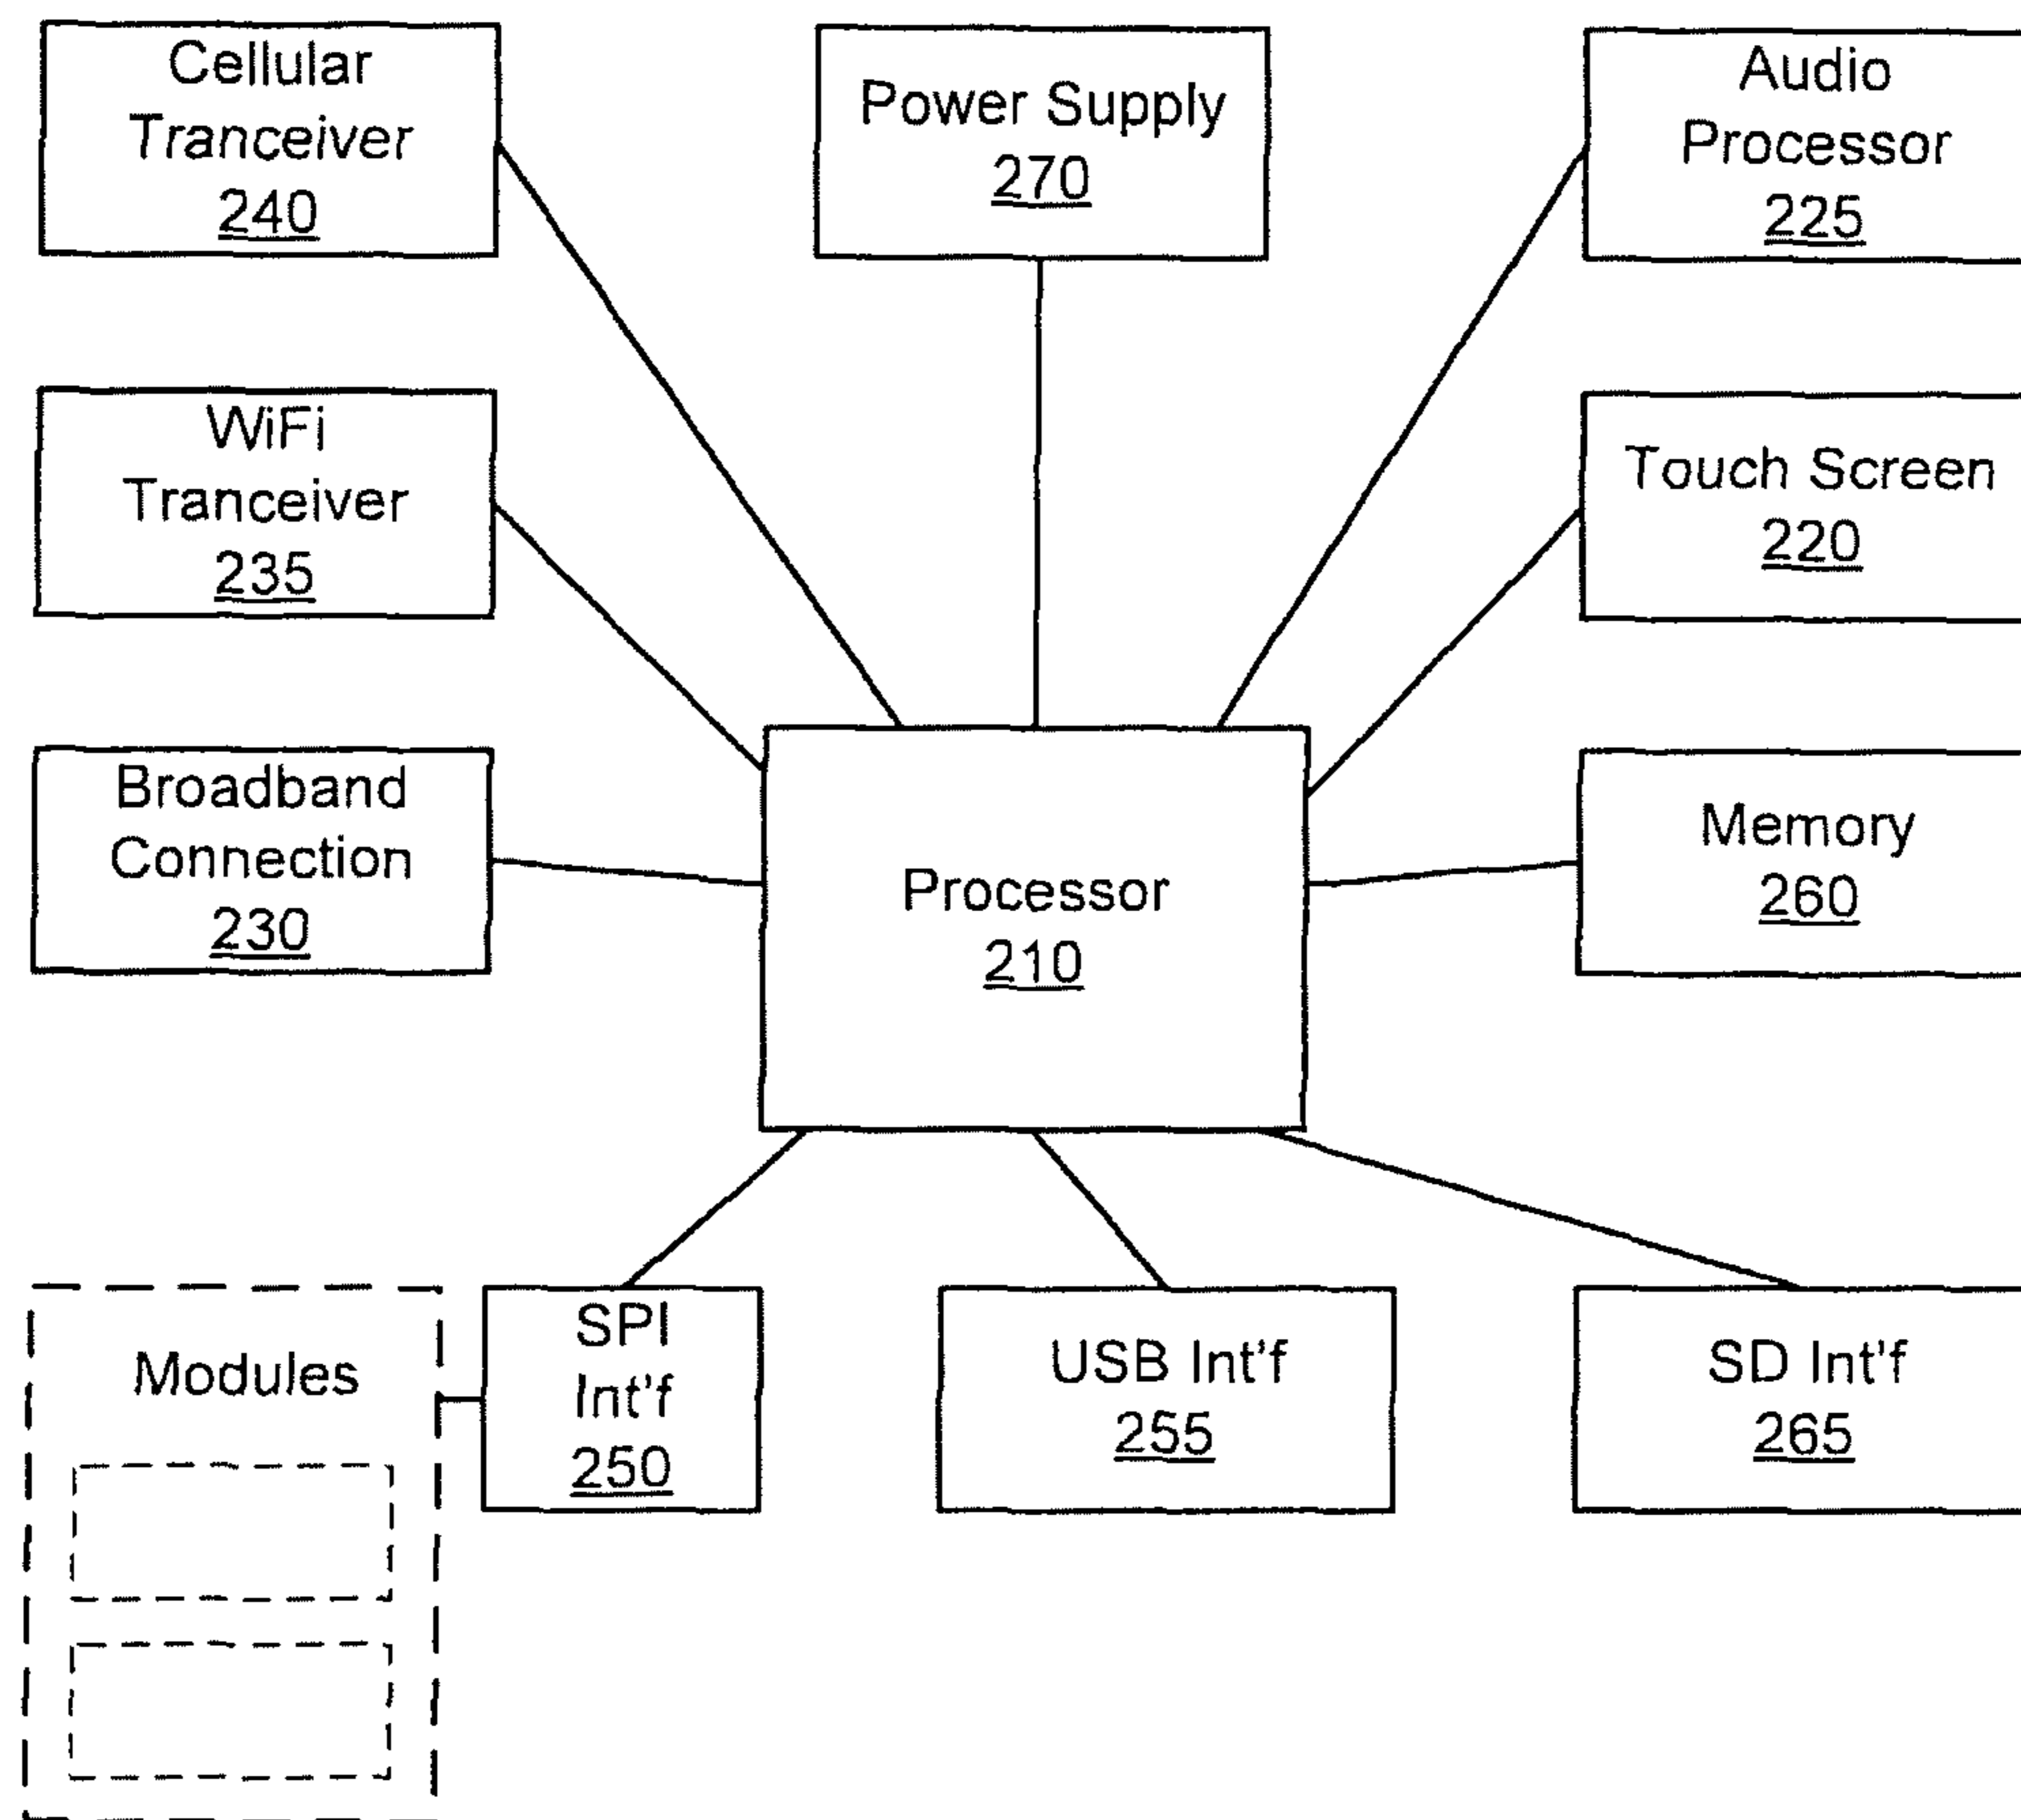 Cellular
Tranceiver
240
Power Supply
270
Audio
Processor
225
WiFi
Tranceiver
235
Touch Screen
220
Broadband
Connection
230
Processor
210
Memory
260
Modules
SPI
Int'f
250
USB Int'f
255
SD Int'f
265